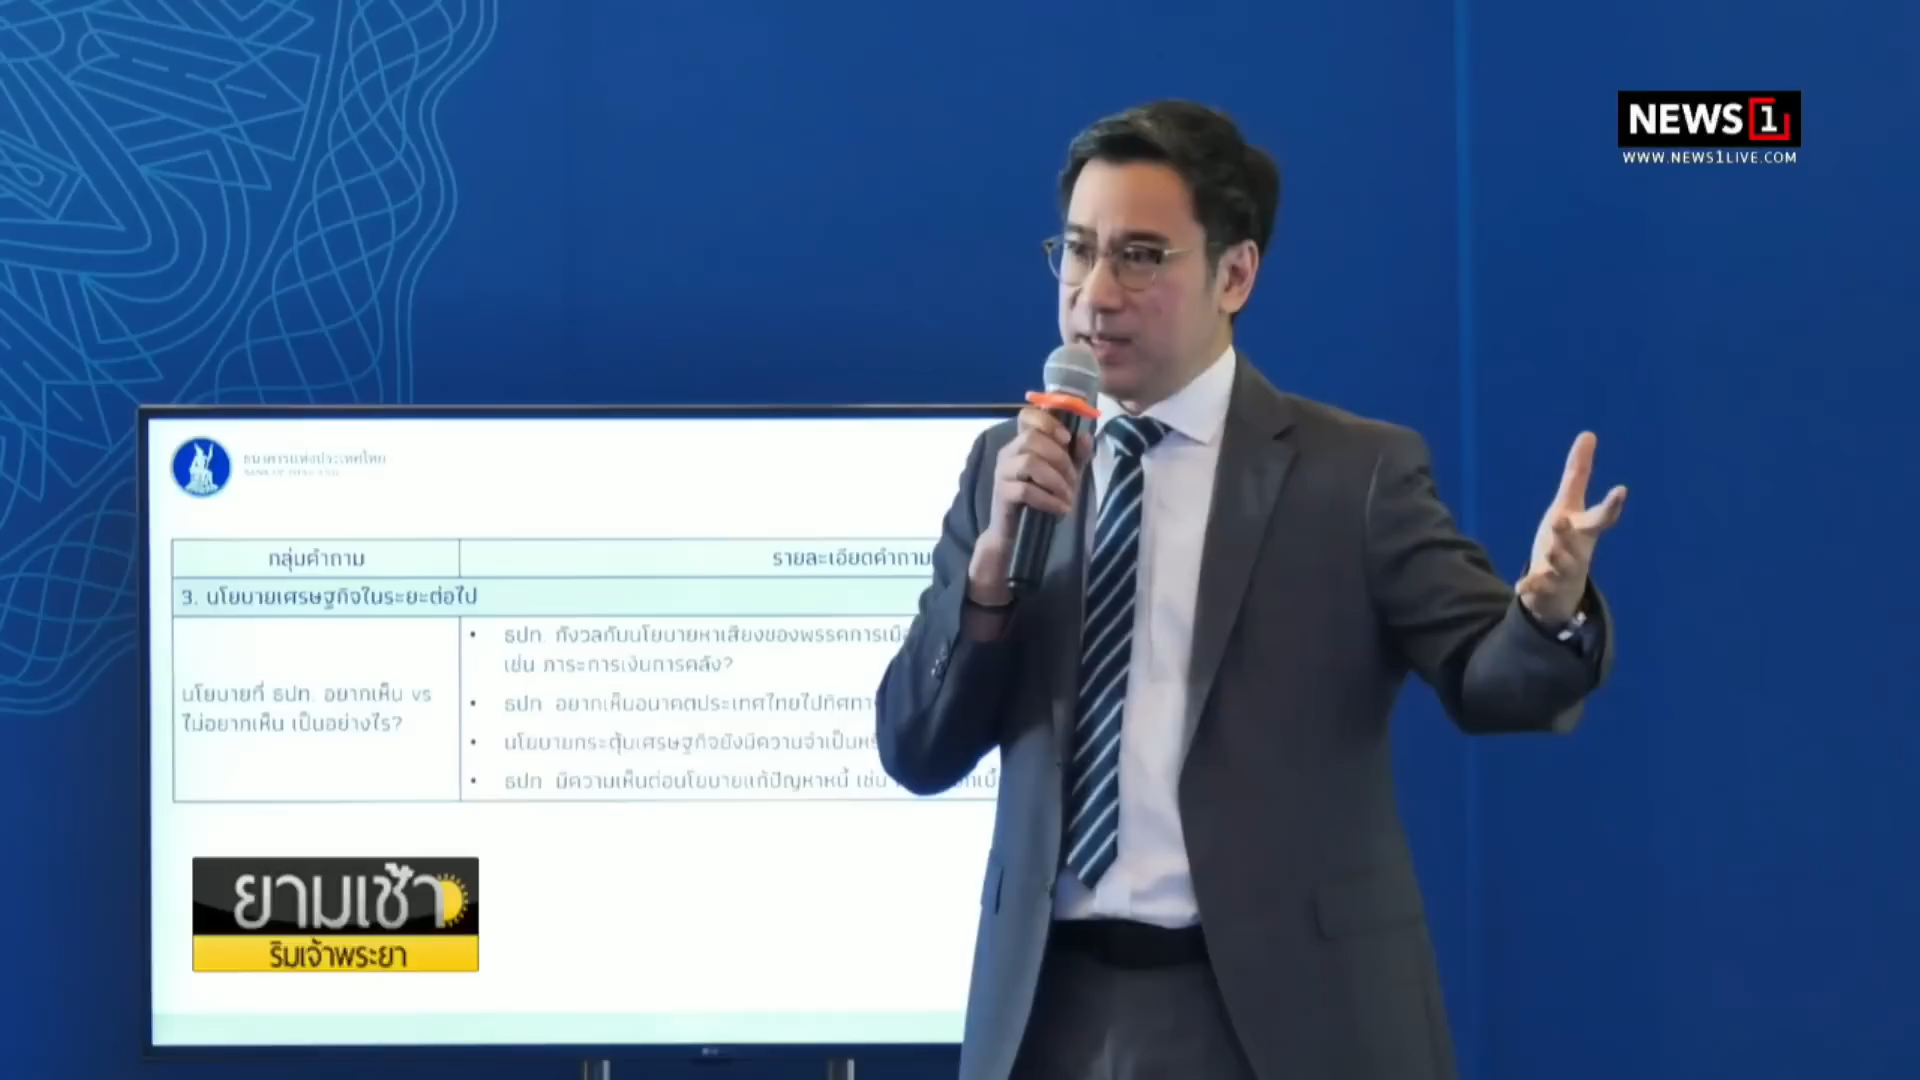 NEWS 1
WWW.NEWS1LIVE.COM
ธนาคารแห่งประเทศไทย
BANK OF THAILAND
กลุ่มคำถาม
รายละเอียดคำถาม
3. นโยบายเศรษฐกิจในระยะต่อไป
นโยบายที่ ธปท. อยากเห็น vs
ไม่อยากเห็น เป็นอย่างไร?
• ธปท. กังวลกับนโยบายหาเสียงของพรรคการเมือ
เช่น ภาระการเงินการคลัง?
• ธปท. อยากเห็นอนาคตประเทศไทยไปทิศทา
• นโยบายกระตุ้นเศรษฐกิจยังมีความจำเป็นหรื
• ธปท. มีความเห็นต่อนโยบายแก้ปัญหาหนี้ เช่น
ยามเช้า
ริมเจ้าพระยา